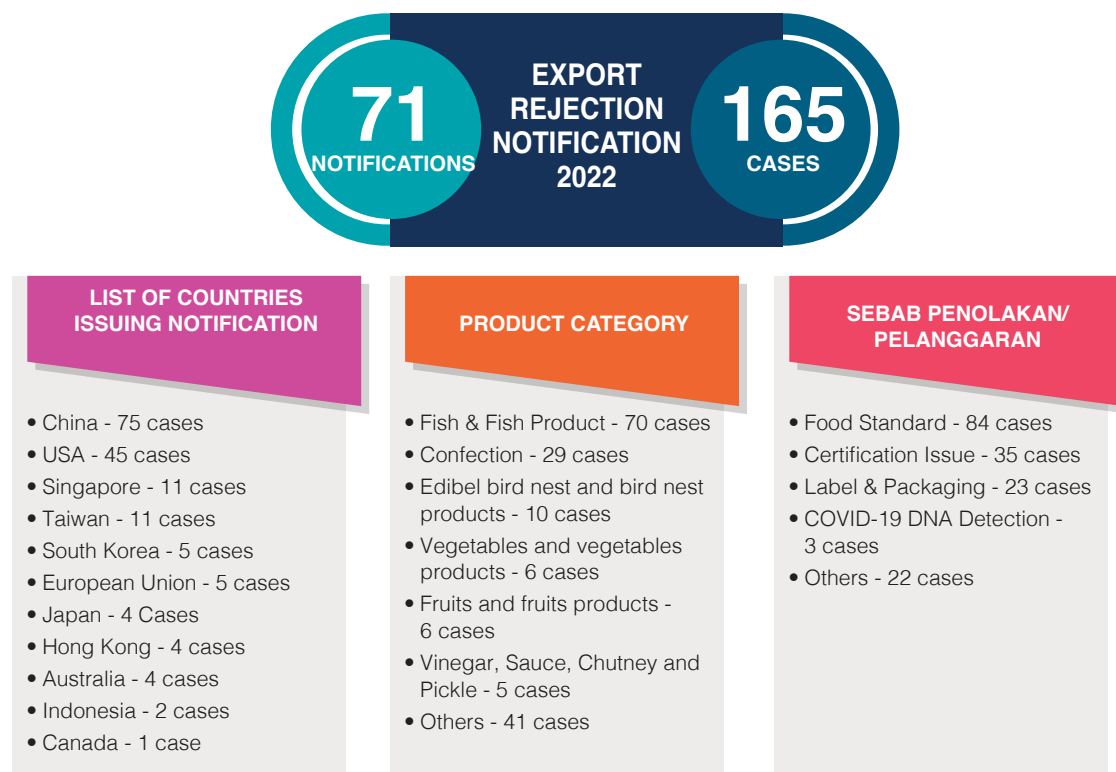 71
NOTIFICATIONS
EXPORT
REJECTION
NOTIFICATION
2022
165
CASES
LIST OF COUNTRIES
ISSUING NOTIFICATION
• China - 75 cases
• USA - 45 cases
• Singapore - 11 cases
• Taiwan - 11 cases
• South Korea - 5 cases
• European Union - 5 cases
• Japan - 4 Cases
• Hong Kong - 4 cases
• Australia - 4 cases
• Indonesia - 2 cases
• Canada - 1 case
PRODUCT CATEGORY
• Fish & Fish Product - 70 cases
• Confection - 29 cases
• Edibel bird nest and bird nest
products - 10 cases
• Vegetables and vegetables
products - 6 cases
• Fruits and fruits products -
6 cases
• Vinegar, Sauce, Chutney and
Pickle - 5 cases
• Others - 41 cases
SEBAB PENOLAKAN/
PELANGGARAN
• Food Standard - 84 cases
• Certification Issue - 35 cases
• Label & Packaging - 23 cases
• COVID-19 DNA Detection -
3 cases
• Others - 22 cases